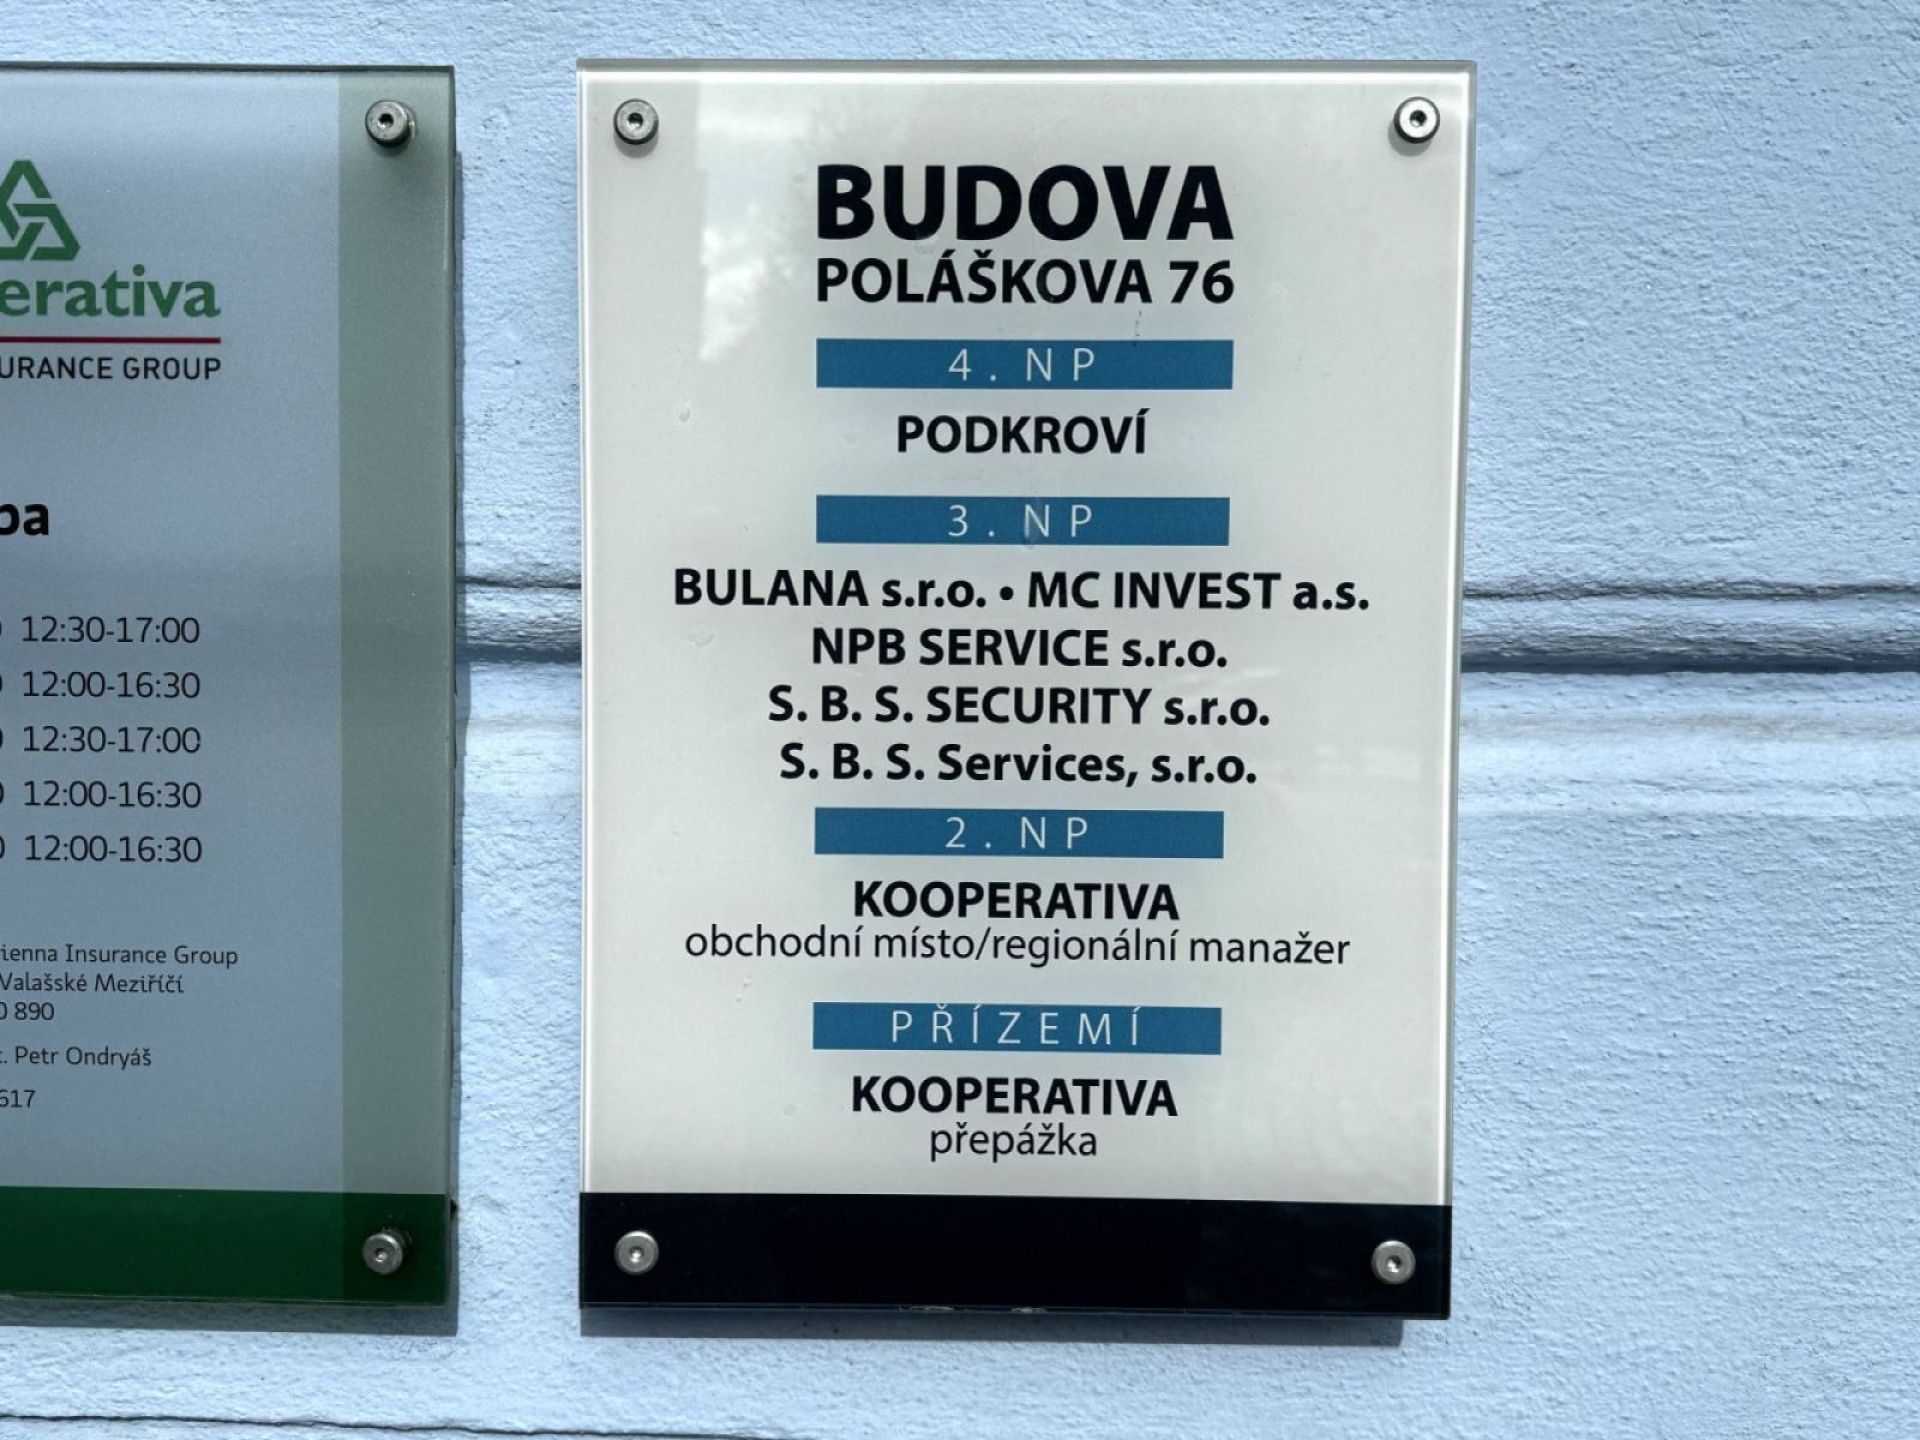 erativa
URANCE GROUP
12:30-17:00
12:00-16:30
12:30-17:00
12:00-16:30
12:00-16:30
ienna Insurance Group
Valašské Meziříčí
0 890
Petr Ondryáš
617
BUDOVA
POLÁŠKOVA 76
4. NP
PODKROVÍ
3. NP
BULANA s.r.o. • MC INVEST a.s.
NPB SERVICE s.r.o.
S. B. S. SECURITY s.r.o.
S. B. S. Services, s.r.o.
2. NP
KOOPERATIVA
obchodní místo/regionální manažer
PŘÍZEMÍ
KOOPERATIVA
přepážka